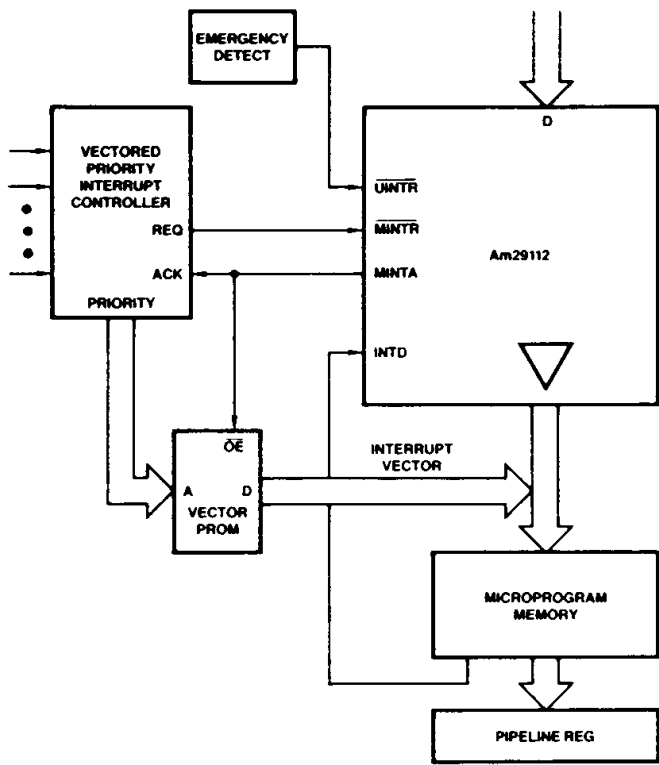 EMERGENCY
DETECT
D
VECTORED
PRIORITY
INTERRUPT
CONTROLLER
REQ
ACK
PRIORITY
UINTR
MINTR
MINTA
INTD
Am29112
OE
A
D
VECTOR
PROM
INTERRUPT
VECTOR
MICROPROGRAM
MEMORY
PIPELINE REG